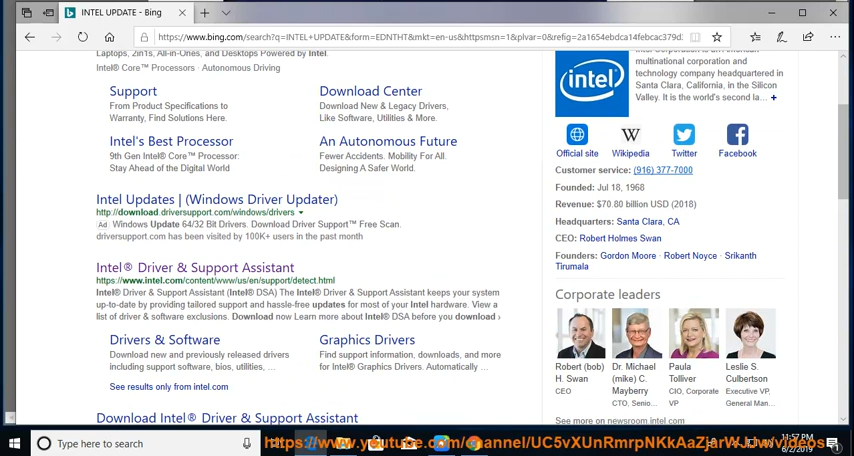 INTEL UPDATE - Bing
https://www.bing.com/search?q=INTEL+UPDATE&form=EDNTHT&mkt=en-us&httpsmsn=1&plvar=0&refig=2a1654ebdca14febcac379d
Laptops, 2in1s, All-in-Ones, and Desktops Powered by Intel.
Intel® Core™ Processors · Autonomous Driving
Support
From Product Specifications to
Warranty, Find Solutions Here.
Download Center
Download New & Legacy Drivers,
Like Software, Utilities & More.
Intel's Best Processor
9th Gen Intel® Core™ Processor:
Stay Ahead of the Digital World
An Autonomous Future
Fewer Accidents. Mobility For All.
Designing A Safer World.
Intel Updates | (Windows Driver Updater)
http://download.driversupport.com/windows/drivers
Ad Windows Update 64/32 Bit Drivers. Download Driver Support™ Free Scan.
driversupport.com has been visited by 100K+ users in the past month
Intel® Driver & Support Assistant
https://www.intel.com/content/www/us/en/support/detect.html
Intel® Driver & Support Assistant (Intel® DSA) The Intel® Driver & Support Assistant keeps your system
up-to-date by providing tailored support and hassle-free updates for most of your Intel hardware. View a
list of driver & software exclusions. Download now Learn more about Intel® DSA before you download ›
Drivers & Software
Download new and previously released drivers
including support software, bios, utilities, ...
Graphics Drivers
Find support information, downloads, and more
for Intel® Graphics Drivers. Automatically ...
See results only from intel.com
Download Intel® Driver & Support Assistant
intel
Intel Corporation is an American
multinational corporation and
technology company headquartered in
Santa Clara, California, in the Silicon
Valley. It is the world's second la... +
W
Official site
Wikipedia
Twitter
Facebook
Customer service: (916) 377-7000
Founded: Jul 18, 1968
Revenue: $70.80 billion USD (2018)
Headquarters: Santa Clara, CA
CEO: Robert Holmes Swan
Founders: Gordon Moore · Robert Noyce · Srikanth
Tirumala
Corporate leaders
Robert (bob)
H. Swan
CEO
Dr. Michael
(mike) C.
Mayberry
CTO, Senio...
Paula
Tolliver
CIO, Corporate
VP
Leslie S.
Culbertson
Executive VP,
General Man...
See more on newsroom intel com
Type here to search
https://www.youtube.com/channel/UC5vXUnRmrpNKkAaZjarWJUw/videos
11:57 PM
6/2/2019
1